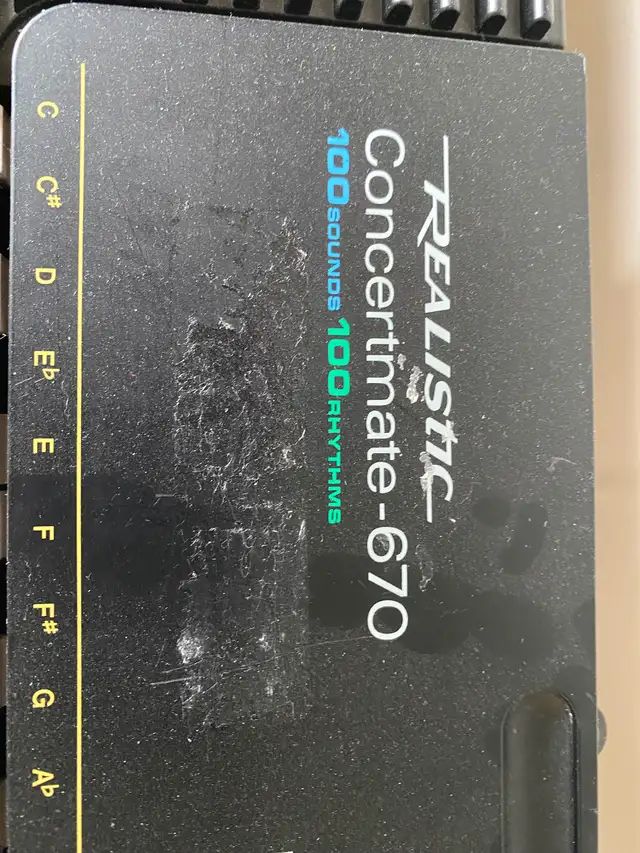 REALISTIC
Concertmate-670
100 SOUNDS 100 RHYTHMS
C C# D E♭ E F F# G A♭